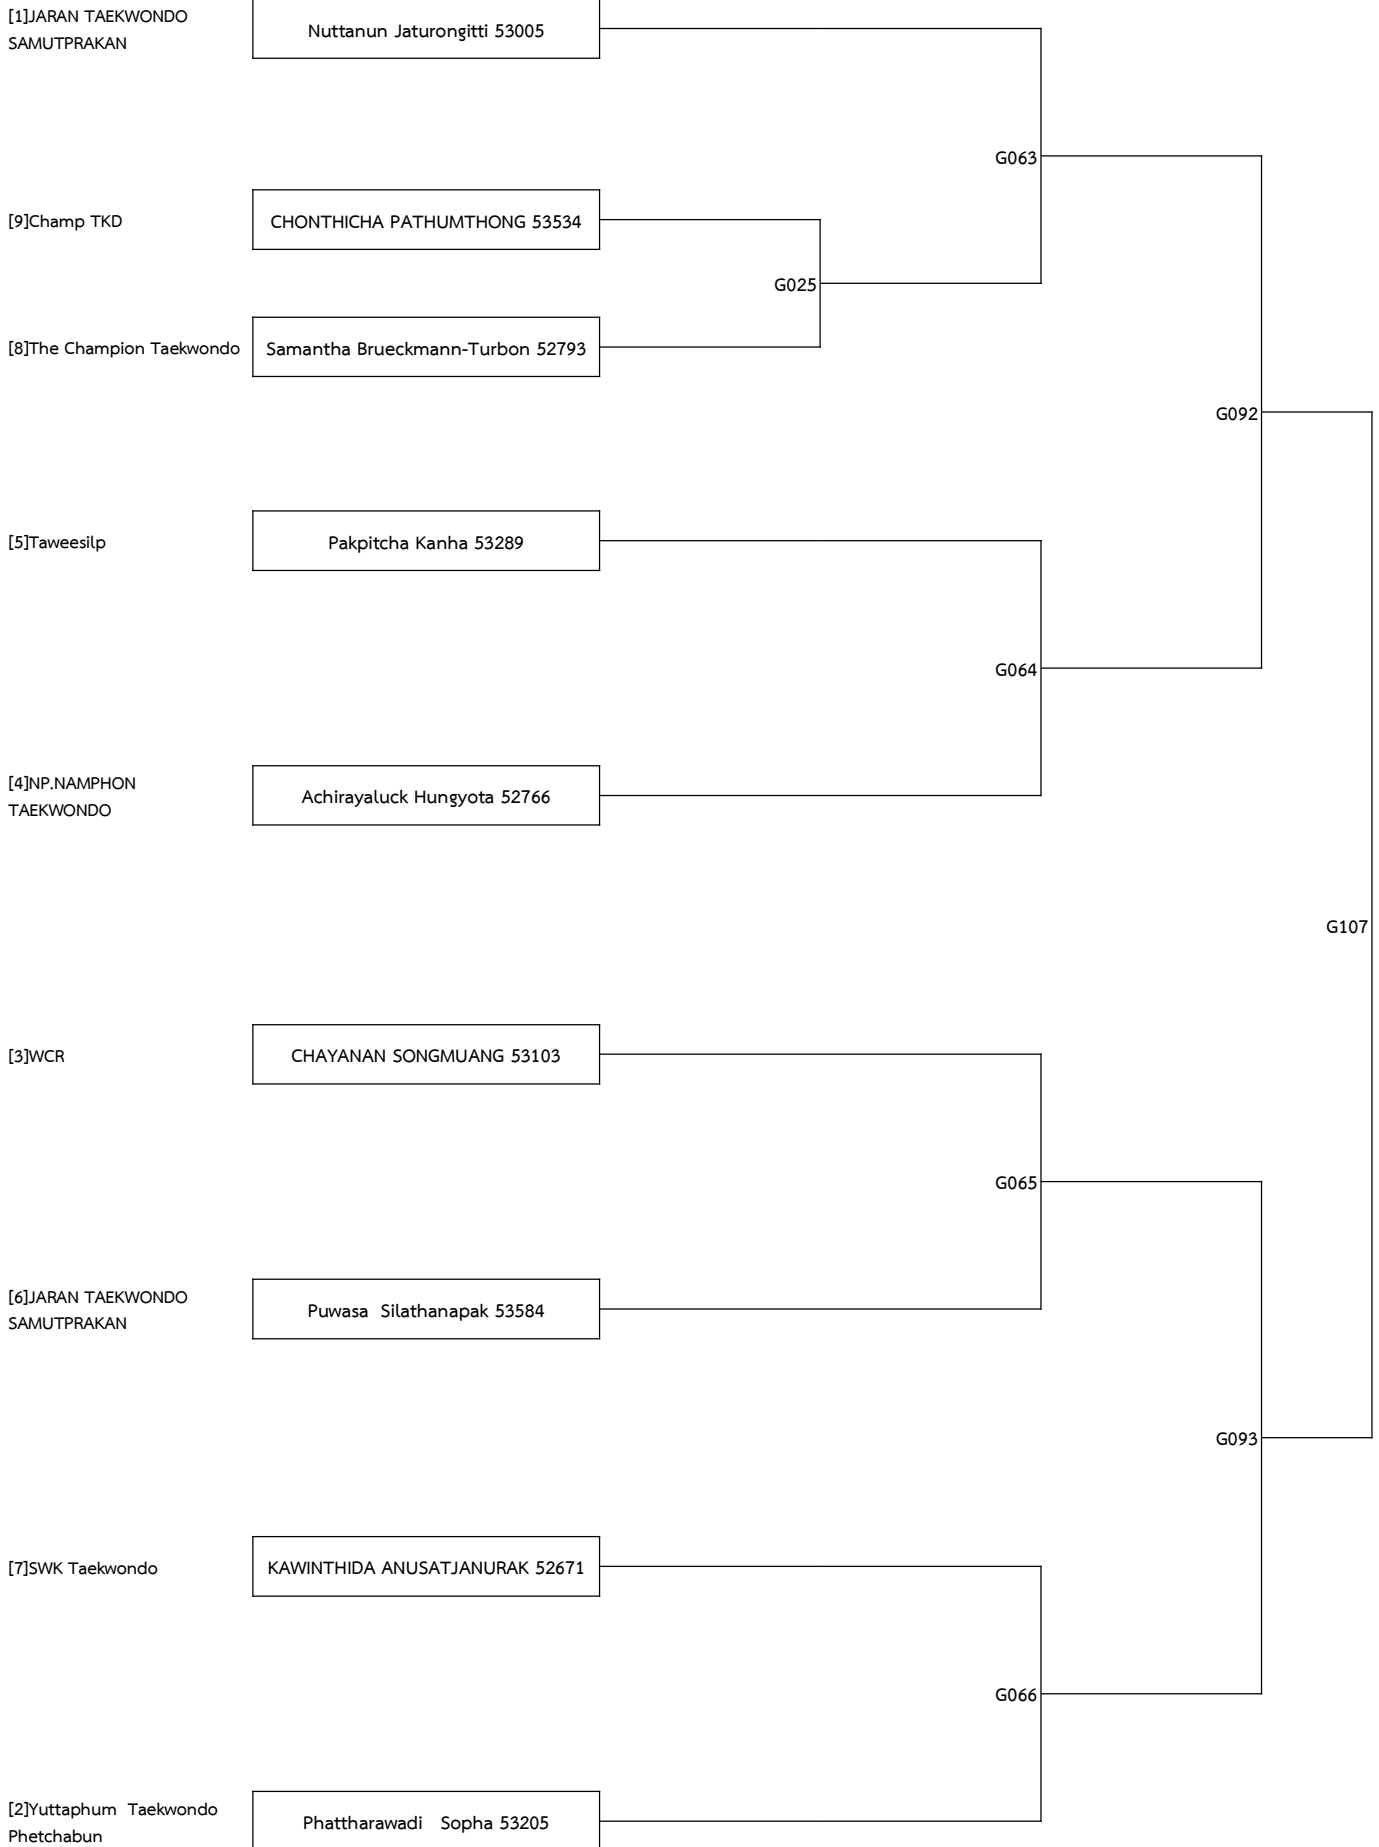 [1]JARAN TAEKWONDO
SAMUTPRAKAN
Nuttanun Jaturongitti 53005
G063
[9]Champ TKD
CHONTHICHA PATHUMTHONG 53534
G025
[8]The Champion Taekwondo
Samantha Brueckmann-Turbon 52793
G092
[5]Taweesilp
Pakpitcha Kanha 53289
G064
[4]NP.NAMPHON
TAEKWONDO
Achirayaluck Hungyota 52766
G107
[3]WCR
CHAYANAN SONGMUANG 53103
G065
[6]JARAN TAEKWONDO
SAMUTPRAKAN
Puwasa  Silathanapak 53584
G093
[7]SWK Taekwondo
KAWINTHIDA ANUSATJANURAK 52671
G066
[2]Yuttaphum  Taekwondo
Phetchabun
Phattharawadi   Sopha 53205